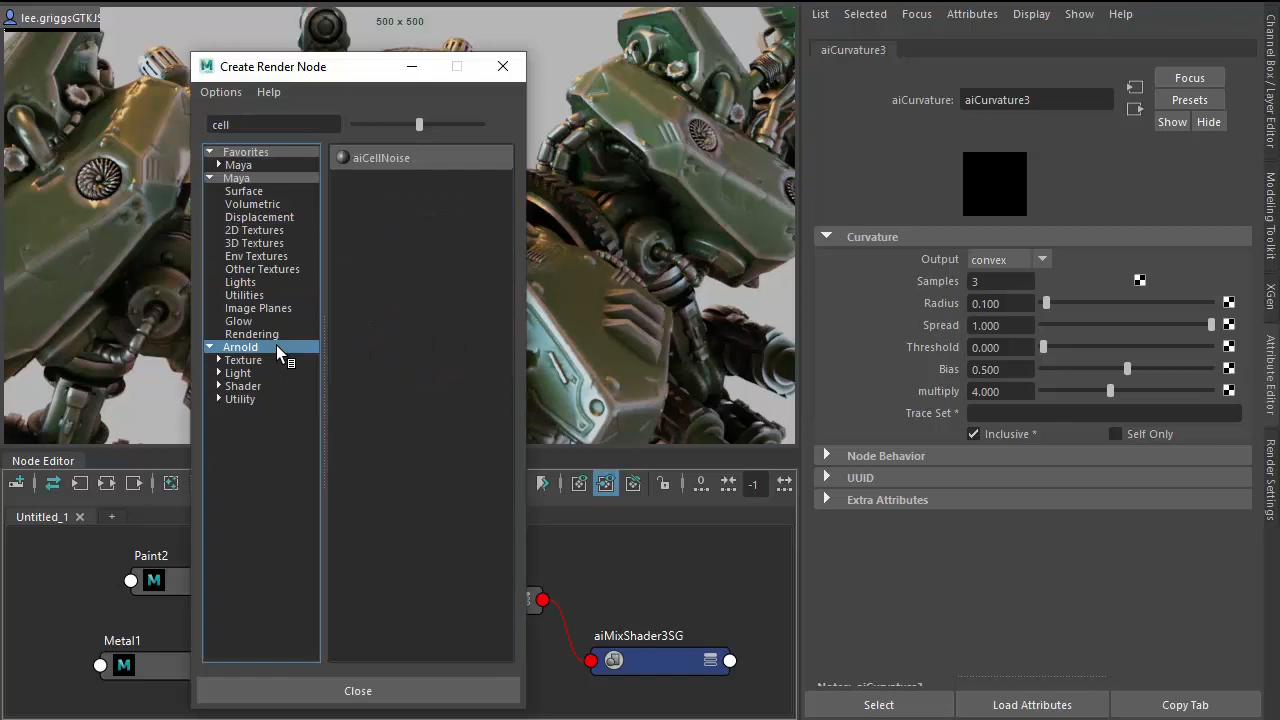 lee.griggsGTKJS
500 x 500
Create Render Node
Options Help
cell
Favorites
Maya
Maya
Surface
Volumetric
Displacement
2D Textures
3D Textures
Env Textures
Other Textures
Lights
Utilities
Image Planes
Glow
Rendering
Arnold
Texture
Light
Shader
Utility
aiCellNoise
Close
Node Editor
-1
0
Untitled_1
+
Paint2
M
Metal1
M
aiMixShader3SG
List Selected Focus Attributes Display Show Help
aiCurvature3
aiCurvature: aiCurvature3
Focus
Presets
Show Hide
Curvature
Output convex
Samples 3
Radius 0.100
Spread 1.000
Threshold 0.000
Bias 0.500
multiply 4.000
Trace Set *
Inclusive * Self Only
Node Behavior
UUID
Extra Attributes
Notes: aiCurvature3
Select Load Attributes Copy Tab
Channel Box / Layer Editor
Modeling Toolkit
XGen
Attribute Editor
Render Settings